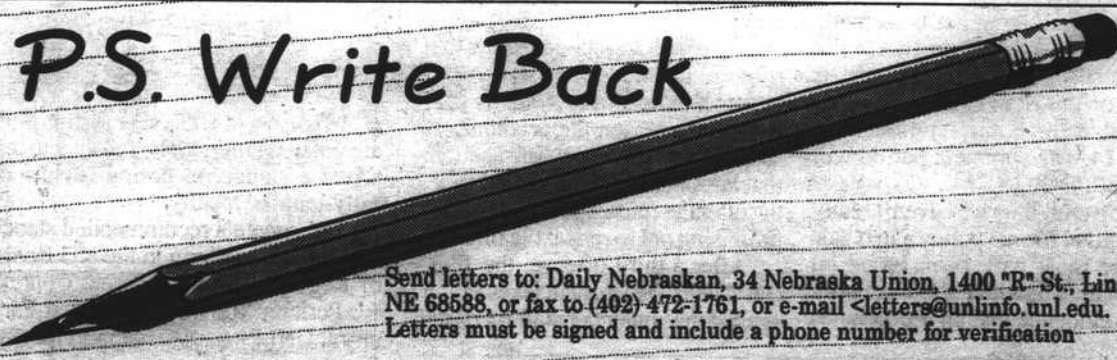 P.S. Write Back
Send letters to: Daily Nebraskan, 34 Nebraska Union, 1400 "R" St., Lin
NE 68588, or fax to (402) 472-1761, or e-mail <letters@unlinfo.unl.edu.
Letters must be signed and include a phone number for verification